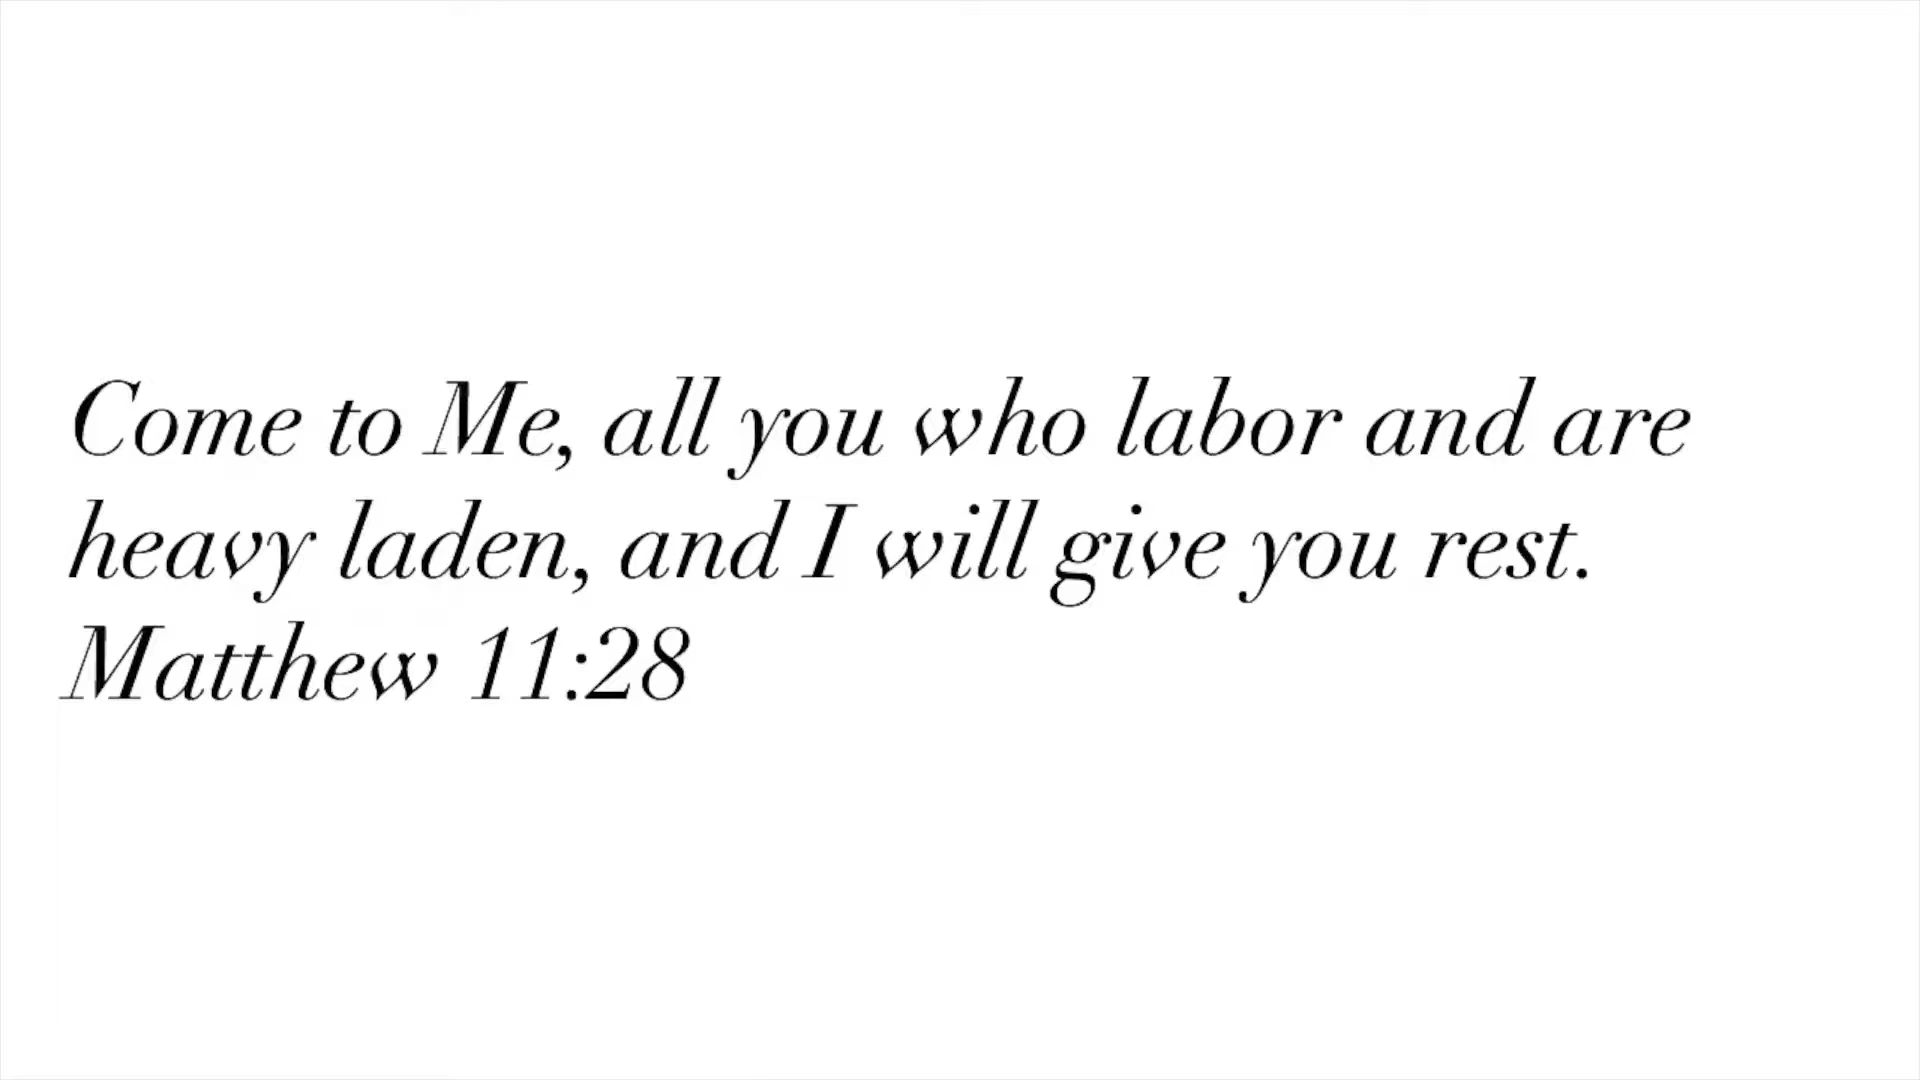 Come to Me, all you who labor and are
heavy laden, and I will give you rest.
Matthew 11:28